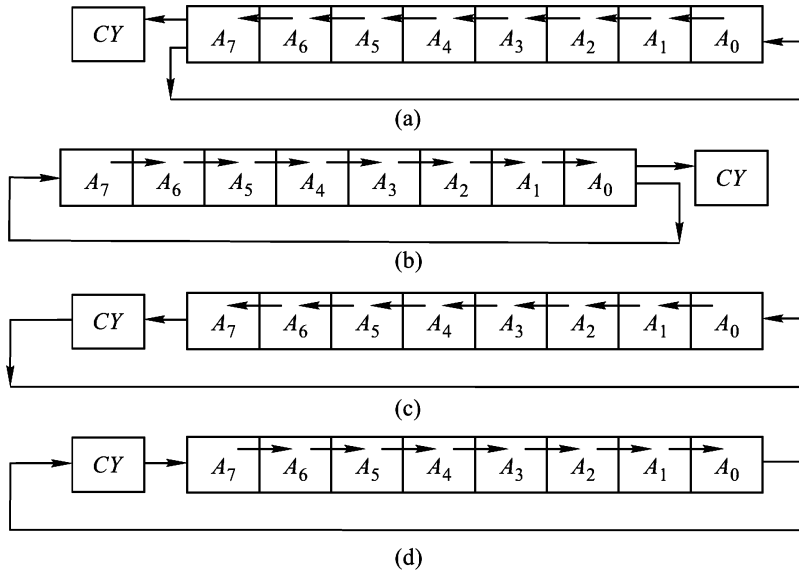 CY A₇ A₆ A₅ A₄ A₃ A₂ A₁ A₀
(a)
A₇ A₆ A₅ A₄ A₃ A₂ A₁ A₀ CY
(b)
CY A₇ A₆ A₅ A₄ A₃ A₂ A₁ A₀
(c)
CY A₇ A₆ A₅ A₄ A₃ A₂ A₁ A₀
(d)